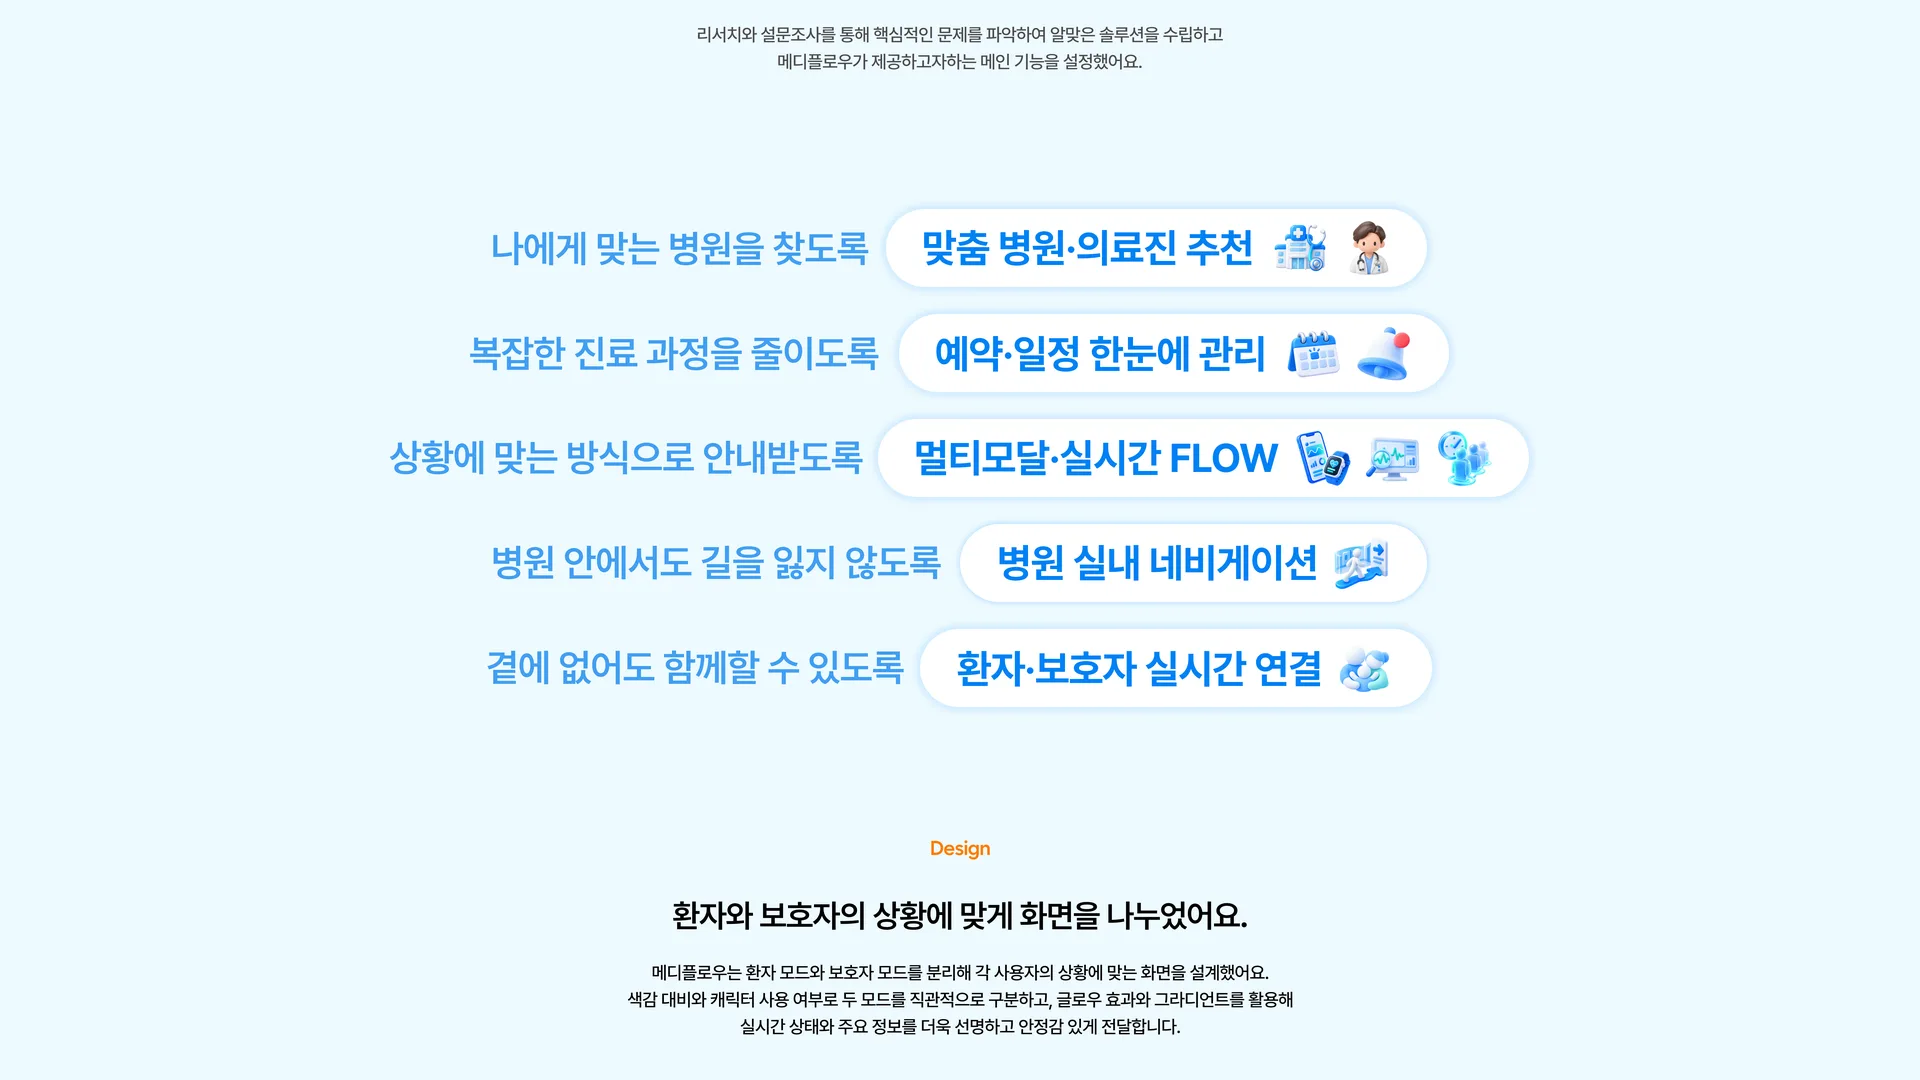 리서치와 설문조사를 통해 핵심적인 문제를 파악하여 알맞은 솔루션을 수립하고
메디플로우가 제공하고자하는 메인 기능을 설정했어요.
나에게 맞는 병원을 찾도록 맞춤 병원·의료진 추천
복잡한 진료 과정을 줄이도록 예약·일정 한눈에 관리
상황에 맞는 방식으로 안내받도록 멀티모달·실시간 FLOW
병원 안에서도 길을 잃지 않도록 병원 실내 네비게이션
곁에 없어도 함께할 수 있도록 환자·보호자 실시간 연결
Design
환자와 보호자의 상황에 맞게 화면을 나누었어요.
메디플로우는 환자 모드와 보호자 모드를 분리해 각 사용자의 상황에 맞는 화면을 설계했어요.
색감 대비와 캐릭터 사용 여부로 두 모드를 직관적으로 구분하고, 글로우 효과와 그라디언트를 활용해
실시간 상태와 주요 정보를 더욱 선명하고 안정감 있게 전달합니다.